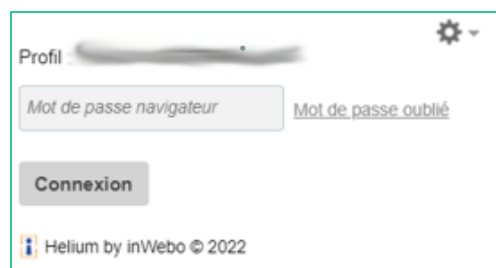 Profil :
Mot de passe navigateur
Mot de passe oublié
Connexion
i Helium by inWebo © 2022